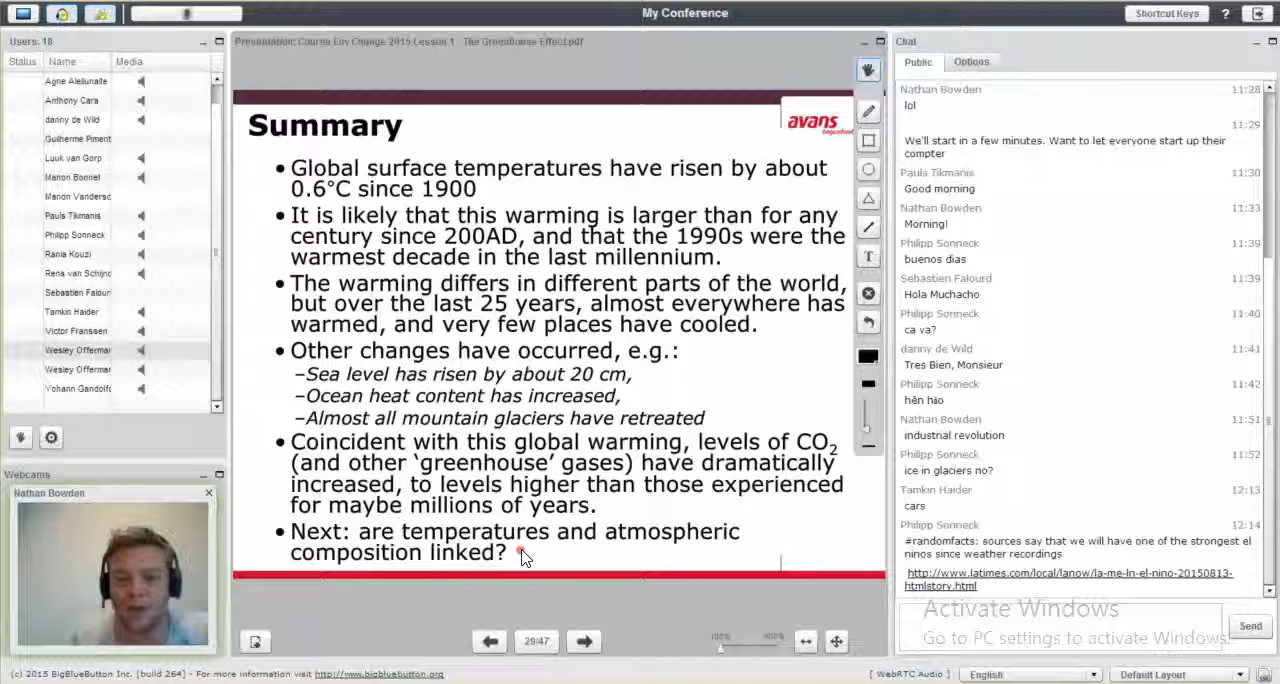 My Conference
Shortcut Keys
?
Users: 18
Status Name Media
Agne Aleliunaite
Anthony Cara
danny de Wild
Guilherme Piment
Luuk van Gorp
Manon Bonnet
Manon Vandersc
Pauls Tikmanis
Philipp Sonneck
Rania Kouzi
Rens van Schijnd
Sebastien Falour
Tamkin Haider
Victor Franssen
Wesley Offerma
Wesley Offerma
Yohann Gandolfo
Webcams
Nathan Bowden
Presentation: Course Env Change 2015 Lesson 1 The Greenhouse Effect.pdf
avans
hogeschool
Summary
• Global surface temperatures have risen by about
0.6°C since 1900
• It is likely that this warming is larger than for any
century since 200AD, and that the 1990s were the
warmest decade in the last millennium.
• The warming differs in different parts of the world,
but over the last 25 years, almost everywhere has
warmed, and very few places have cooled.
• Other changes have occurred, e.g.:
–Sea level has risen by about 20 cm,
–Ocean heat content has increased,
–Almost all mountain glaciers have retreated
• Coincident with this global warming, levels of CO2
(and other ‘greenhouse’ gases) have dramatically
increased, to levels higher than those experienced
for maybe millions of years.
• Next: are temperatures and atmospheric
composition linked?
T
29/47
100%
Chat
Public Options
Nathan Bowden 11:28
lol
11:29
We'll start in a few minutes. Want to let everyone start up their
compter
Pauls Tikmanis 11:30
Good morning
Nathan Bowden 11:33
Morning!
Philipp Sonneck 11:39
buenos dias
Sebastien Falourd 11:39
Hola Muchacho
Philipp Sonneck 11:40
ca va?
danny de Wild 11:41
Tres Bien, Monsieur
Philipp Sonneck 11:42
hên hảo
Nathan Bowden 11:51
industrial revolution
Philipp Sonneck 11:52
ice in glaciers no?
Tamkin Haider 12:13
cars
Philipp Sonneck 12:14
#randomfacts: sources say that we will have one of the strongest el
ninos since weather recordings
http://www.latimes.com/local/lanow/la-me-ln-el-nino-20150813-
htmlstory.html
Activate Windows
Go to PC settings to activate Windows.
Send
(c) 2015 BigBlueButton Inc. [build 264] - For more information visit http://www.bigbluebutton.org
[ WebRTC Audio ]
English
Default Layout